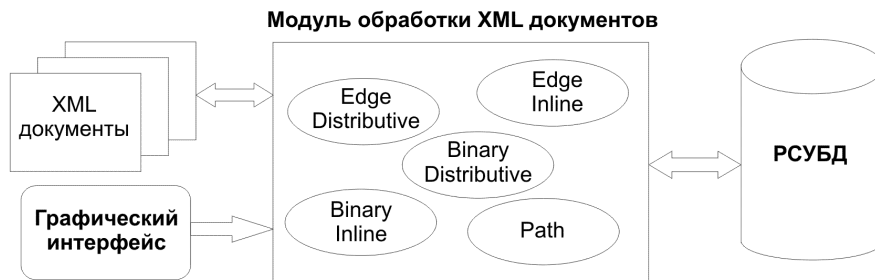 Модуль обработки XML документов
XML
документы
Edge
Distributive
Edge
Inline
Binary
Distributive
РСУБД
Графический
интерфейс
Binary
Inline
Path